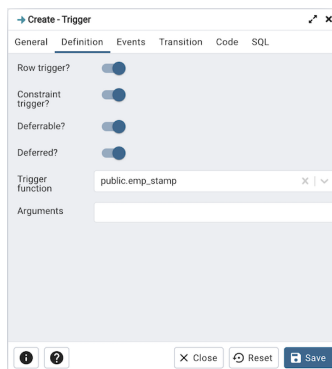 Create - Trigger
General Definition Events Transition Code SQL
Row trigger?
Constraint
trigger?
Deferrable?
Deferred?
Trigger
function
public.emp_stamp
Arguments
Close Reset Save